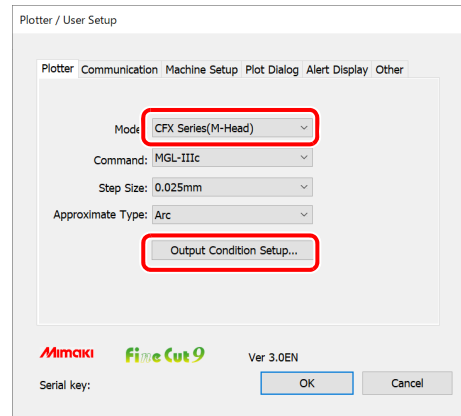 Plotter / User Setup
Plotter Communication Machine Setup Plot Dialog Alert Display Other
Mode CFX Series(M-Head)
Command: MGL-IIIc
Step Size: 0.025mm
Approximate Type: Arc
Output Condition Setup...
Mimaki FineCut9 Ver 3.0EN
Serial key: OK Cancel